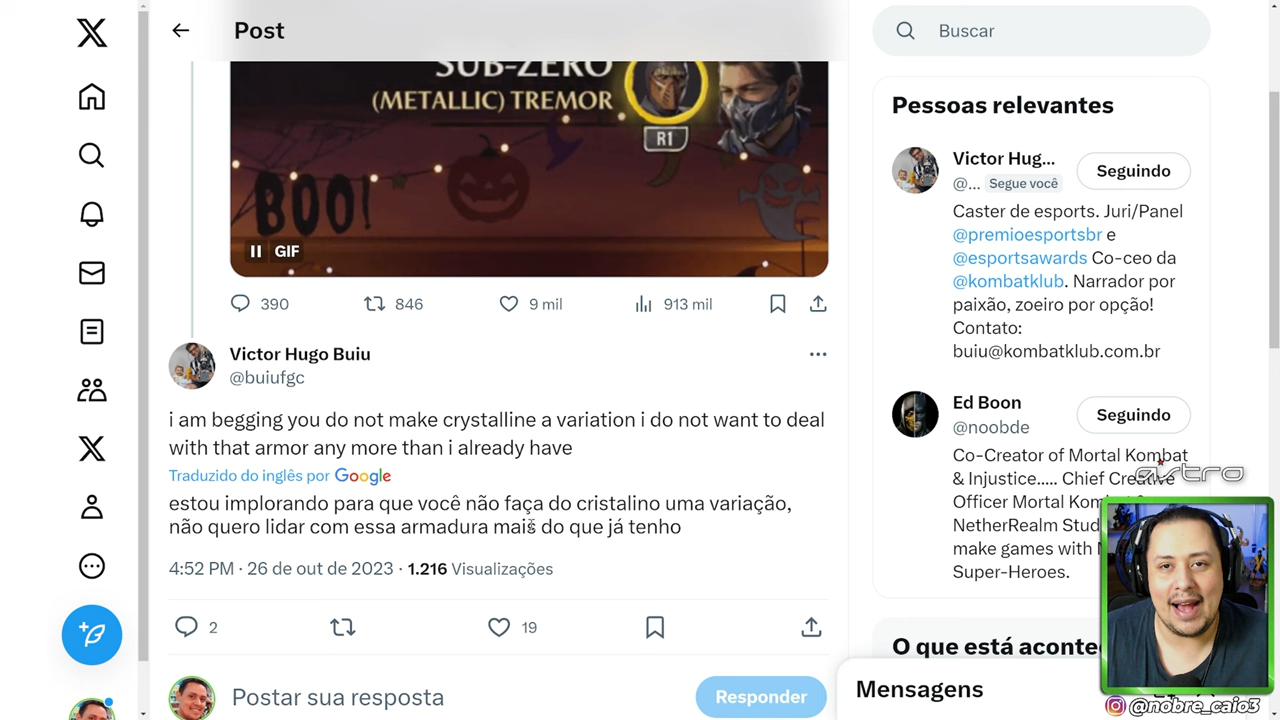 Post
Buscar
SUB-ZERO
(METALLIC) TREMOR
R1
BOO!
GIF
390
846
9 mil
913 mil
Victor Hugo Buiu
@buiufgc
i am begging you do not make crystalline a variation i do not want to deal
with that armor any more than i already have
Traduzido do inglês por Google
estou implorando para que você não faça do cristalino uma variação,
não quero lidar com essa armadura mais do que já tenho
4:52 PM · 26 de out de 2023 · 1.216 Visualizações
2
19
Postar sua resposta
Responder
Pessoas relevantes
Victor Hug...
Seguindo
@... Segue você
Caster de esports. Juri/Panel
@premioesportsbr e
@esportsawards Co-ceo da
@kombatklub. Narrador por
paixão, zoeiro por opção!
Contato:
buiu@kombatklub.com.br
Ed Boon
Seguindo
@noobde
Co-Creator of Mortal Kombat
& Injustice..... Chief Creative
Officer Mortal Kom
NetherRealm Stud
make games with
Super-Heroes.
astro
O que está aconte
Mensagens
@nobre_caio3